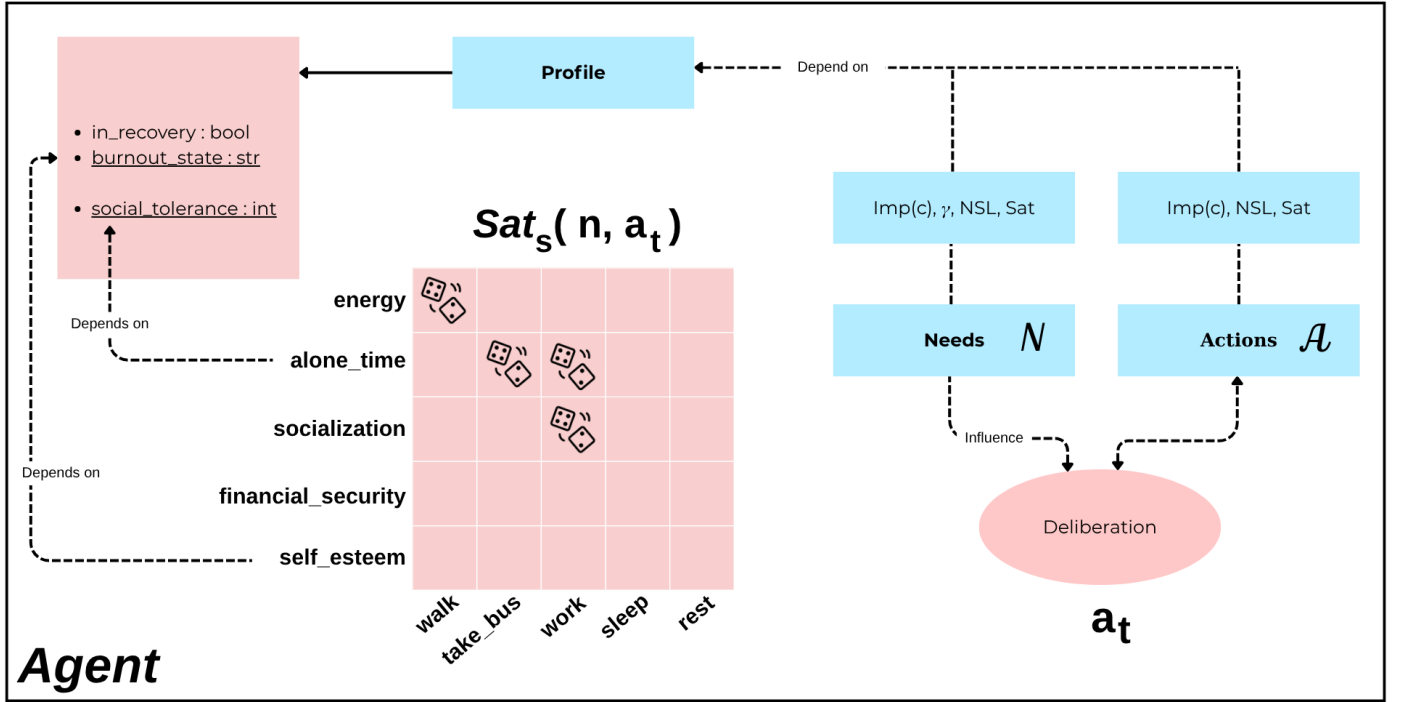 Profile
Depend on
in_recovery : bool
burnout_state : str
social_tolerance : int
Imp(c), γ, NSL, Sat
Imp(c), NSL, Sat
Sats( n, at )
energy
Depends on
alone_time
Needs N
Actions 𝒜
socialization
Influence
Depends on
financial_security
Deliberation
self_esteem
walk
take_bus
work
sleep
rest
at
Agent